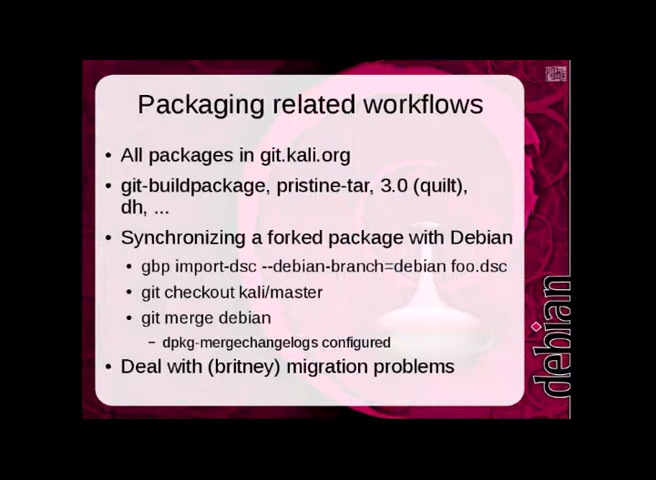 Packaging related workflows
• All packages in git.kali.org
• git-buildpackage, pristine-tar, 3.0 (quilt),
dh, ...
• Synchronizing a forked package with Debian
• gbp import-dsc --debian-branch=debian foo.dsc
• git checkout kali/master
• git merge debian
– dpkg-mergechangelogs configured
• Deal with (britney) migration problems
debian